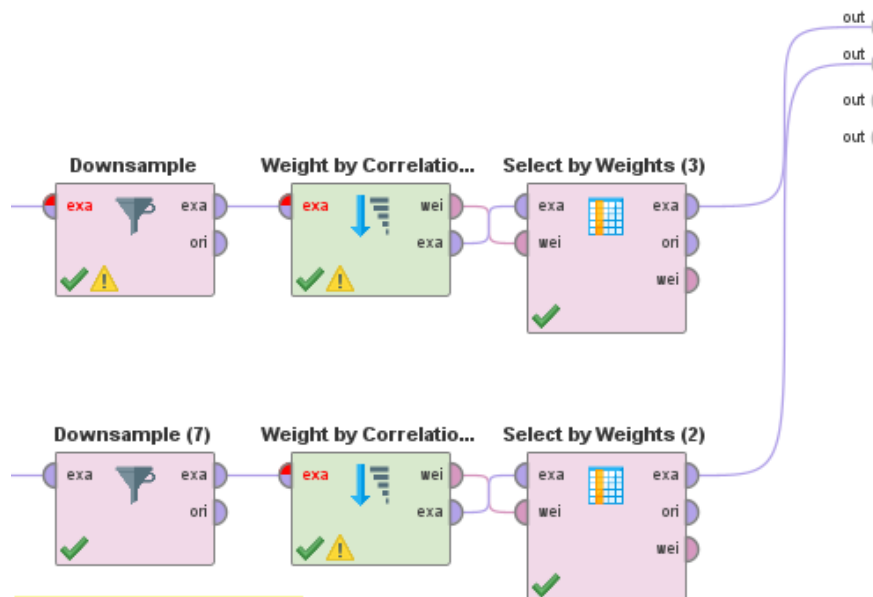 out
out
out
out
Downsample
Weight by Correlatio...
Select by Weights (3)
exa exa
exa wei
exa exa
ori
exa
wei ori
wei
Downsample (7)
Weight by Correlatio...
Select by Weights (2)
exa exa
exa wei
exa exa
ori
exa
wei ori
wei